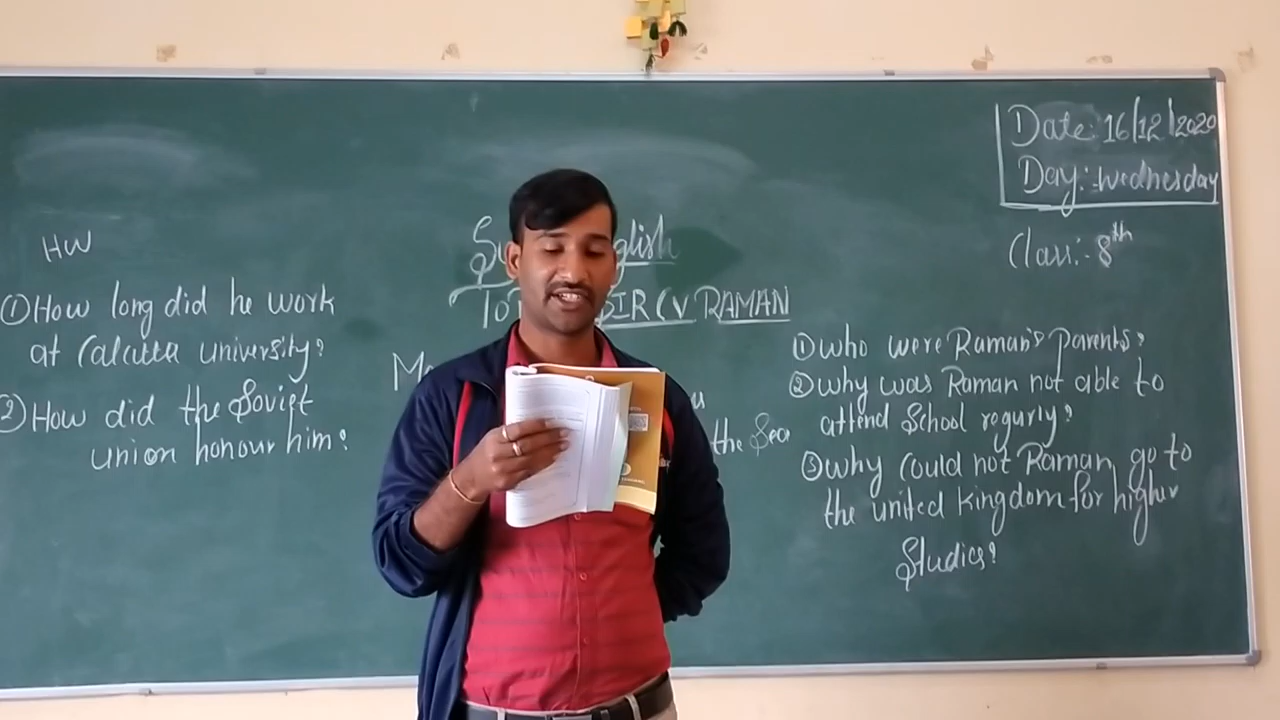 Date: 16/12/2020
Day:- wednesday
Class:- 8th
glish
SIR CV RAMAN
the Sea
HW
① How long did he work
at Calcutta university?
② How did the Soviet
union honour him?
① who were Raman's Parents?
② why was Raman not able to
attend School regurly?
③ why Could not Raman go to
the united kingdom for higher
Studies?